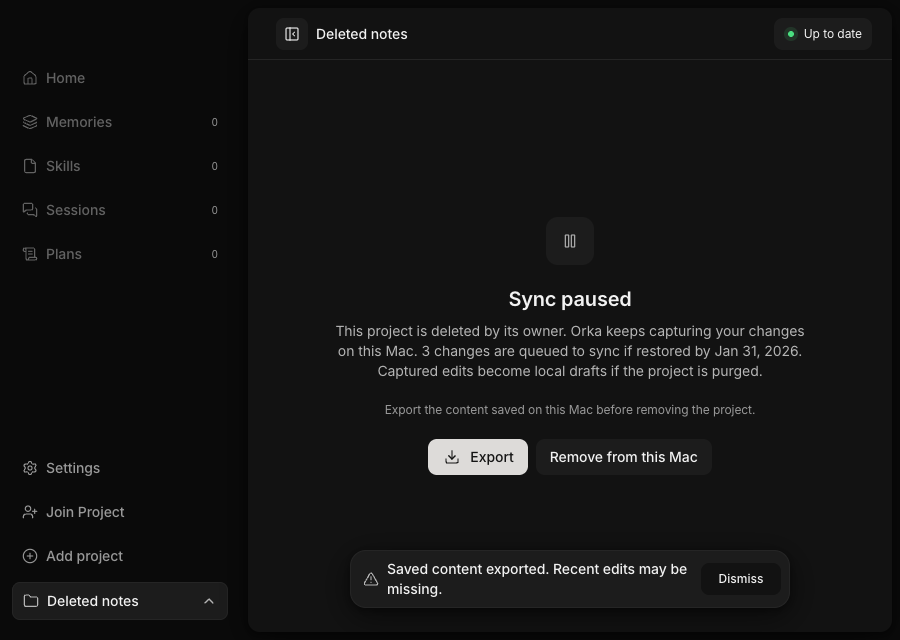 Home
Memories 0
Skills 0
Sessions 0
Plans 0
Settings
Join Project
Add project
Deleted notes
Deleted notes
Up to date
Sync paused
This project is deleted by its owner. Orka keeps capturing your changes
on this Mac. 3 changes are queued to sync if restored by Jan 31, 2026.
Captured edits become local drafts if the project is purged.
Export the content saved on this Mac before removing the project.
Export
Remove from this Mac
Saved content exported. Recent edits may be
missing.
Dismiss